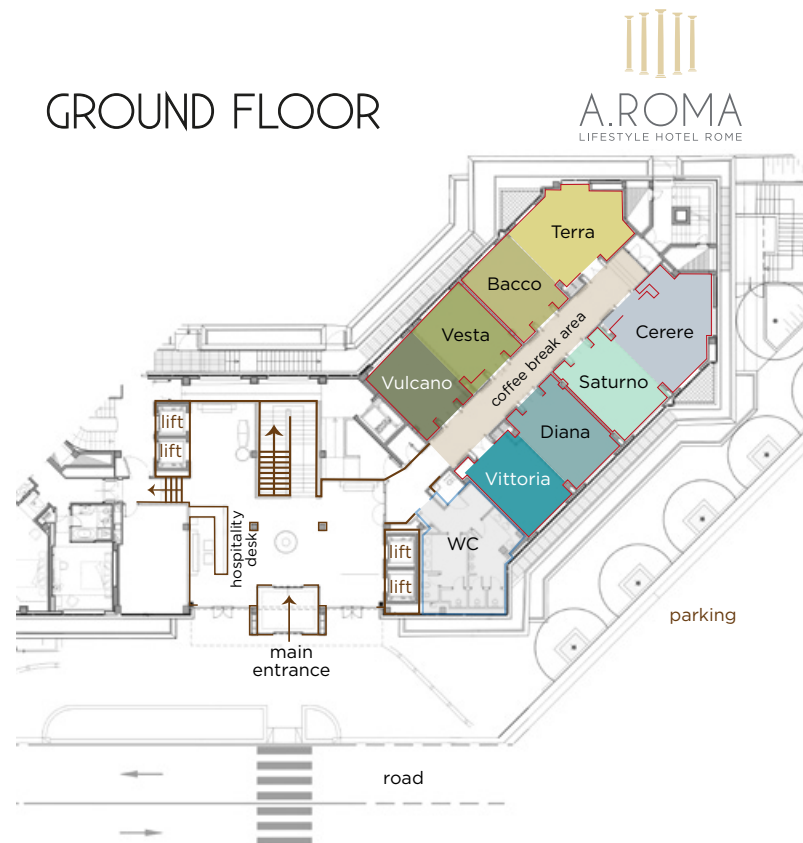 GROUND FLOOR
A.ROMA
LIFESTYLE HOTEL ROME
Terra
Bacco
Vesta
Vulcano
coffee break area
Cerere
Saturno
Diana
Vittoria
WC
lift
lift
hospitality
desk
lift
lift
main
entrance
parking
road